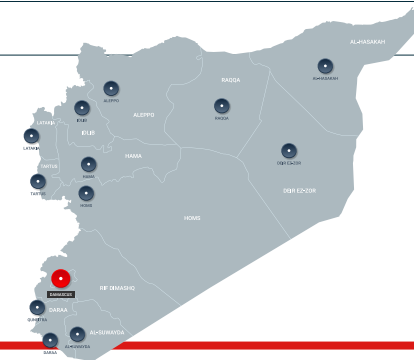 AL-HASAKAH
AL-HASAKAH
RAQQA
RAQQA
ALEPPO
ALEPPO
IDLIB
IDLIB
LATAKIA
LATAKIA
HAMA
HAMA
TARTUS
TARTUS
DEIR EZ-ZOR
DEIR EZ-ZOR
HOMS
HOMS
DAMASCUS
RIF DIMASHQ
QUNEITRA
DARAA
DARAA
AL-SUWAYDA
AL-SUWAYDA